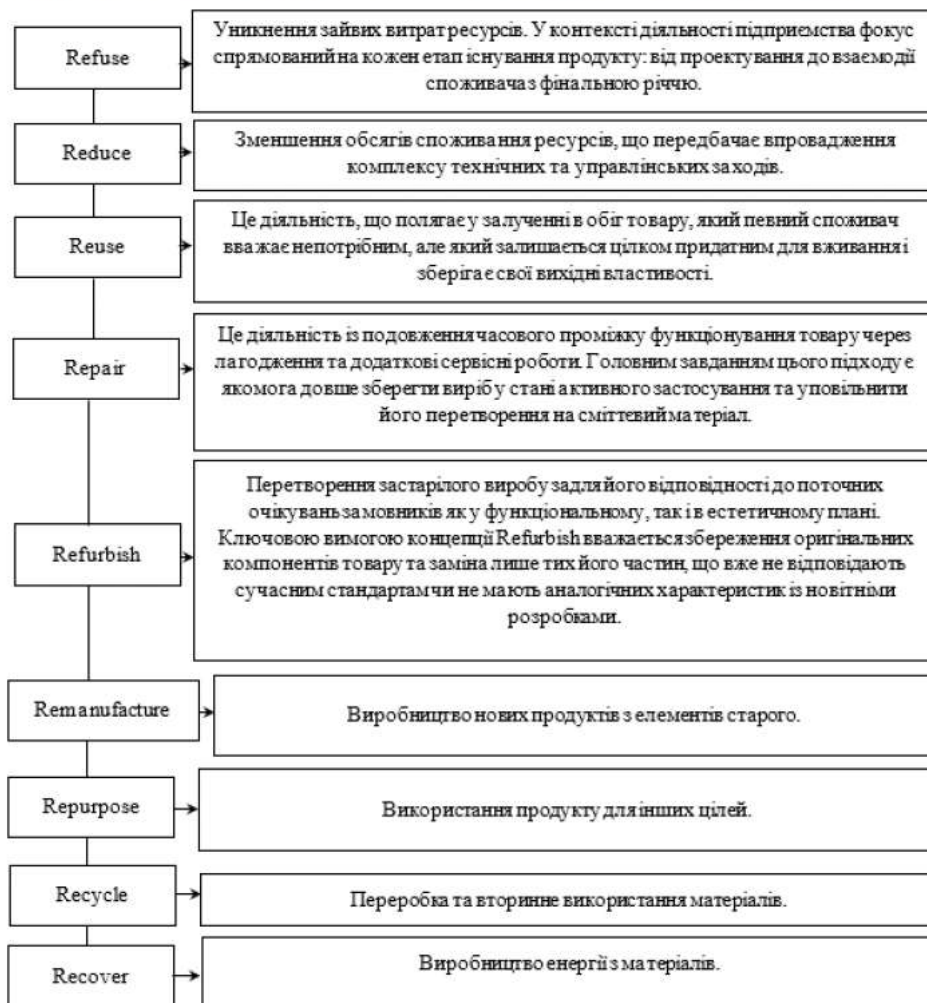 Refuse
Уникнення зайвих витрат ресурсів. У контексті діяльності підприємства фокус
спрямований на кожен етап існування продукту: від проектування до взаємодії
споживача з фінальною річчю.
Reduce
Зменшення обсягів споживання ресурсів, що передбачає впровадження
комплексу технічних та управлінських заходів.
Reuse
Це діяльність, що полягає у залученні в обіг товару, який певний споживач
вважає непотрібним, але який залишається цілком придатним для вживання і
зберігає свої вихідні властивості.
Repair
Це діяльність із подовження часового проміжку функціонування товару через
лагодження та додаткові сервісні роботи. Головним завданням цього підходу є
якомога довше зберегти виріб у стані активного застосування та уповільнити
його перетворення на сміттєвий матеріал.
Refurbish
Перетворення застарілого виробу задля його відповідності до поточних
очікувань замовників як у функціональному, так і в естетичному плані.
Ключовою вимогою концепції Refurbish вважається збереження оригінальних
компонентів товару та заміна лише тих його частин, що вже не відповідають
сучасним стандартам чи не мають аналогічних характеристик із новітніми
розробками.
Remanufacture
Виробництво нових продуктів з елементів старого.
Repurpose
Використання продукту для інших цілей.
Recycle
Переробка та вторинне використання матеріалів.
Recover
Виробництво енергії з матеріалів.